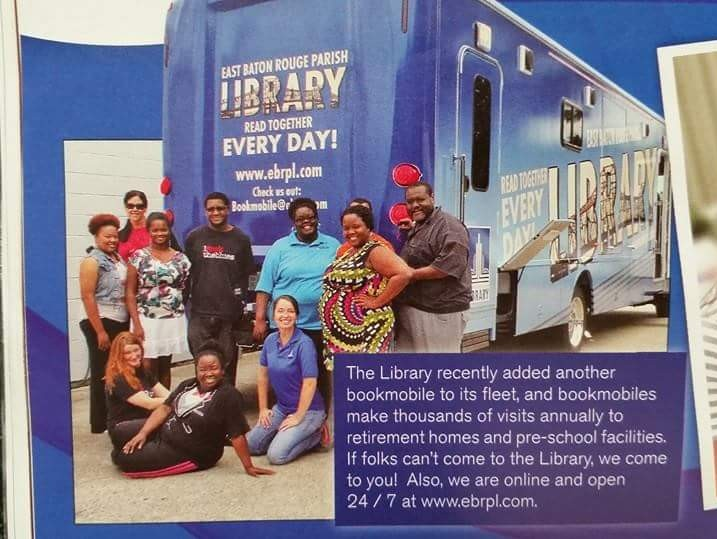 EAST BATON ROUGE PARISH
LIBRARY
READ TOGETHER
EVERY DAY!
www.ebrpl.com
Check us out:
READ TOGETHER
EVERY
DAY!
LIBRARY
The Library recently added another
bookmobile to its fleet, and bookmobiles
make thousands of visits annually to
retirement homes and pre-school facilities.
If folks can't come to the Library, we come
to you! Also, we are online and open
24 / 7 at www.ebrpl.com.